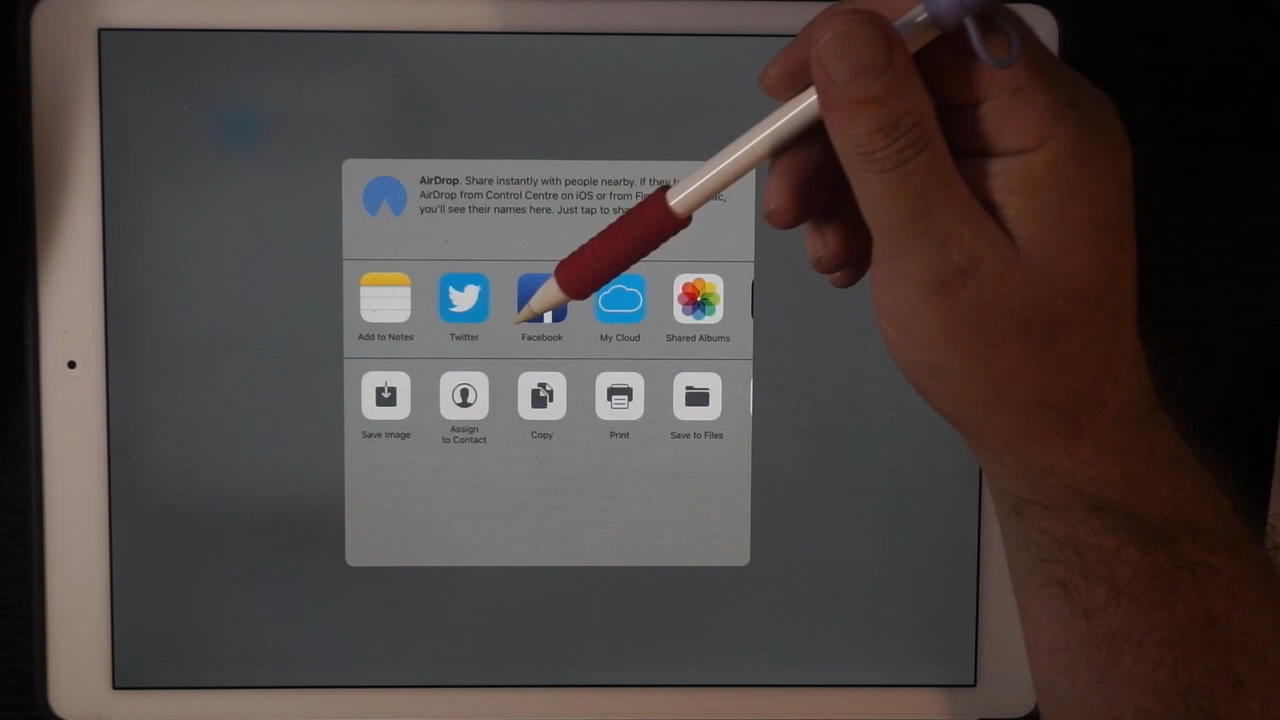 AirDrop. Share instantly with people nearby. If they
AirDrop from Control Centre on iOS or from
you'll see their names here. Just tap to
Add to Notes
Twitter
Facebook
My Cloud
Shared Albums
Save Image
Assign
to Contact
Copy
Print
Save to Files